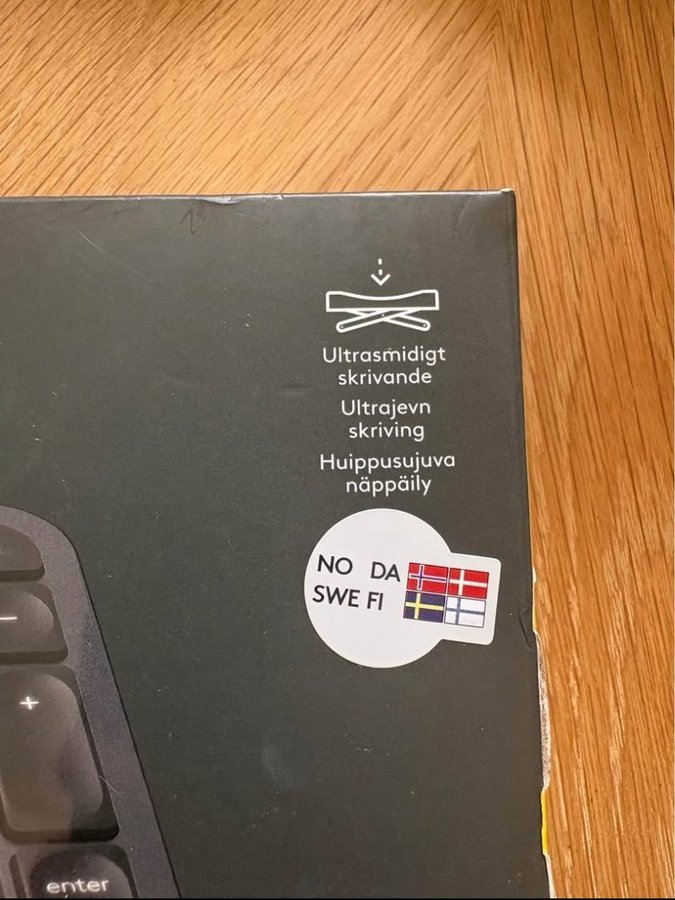 Ultrasmidigt
skrivande
Ultrajevn
skriving
Huippusujuva
näppäily
NO DA
SWE FI
+
enter